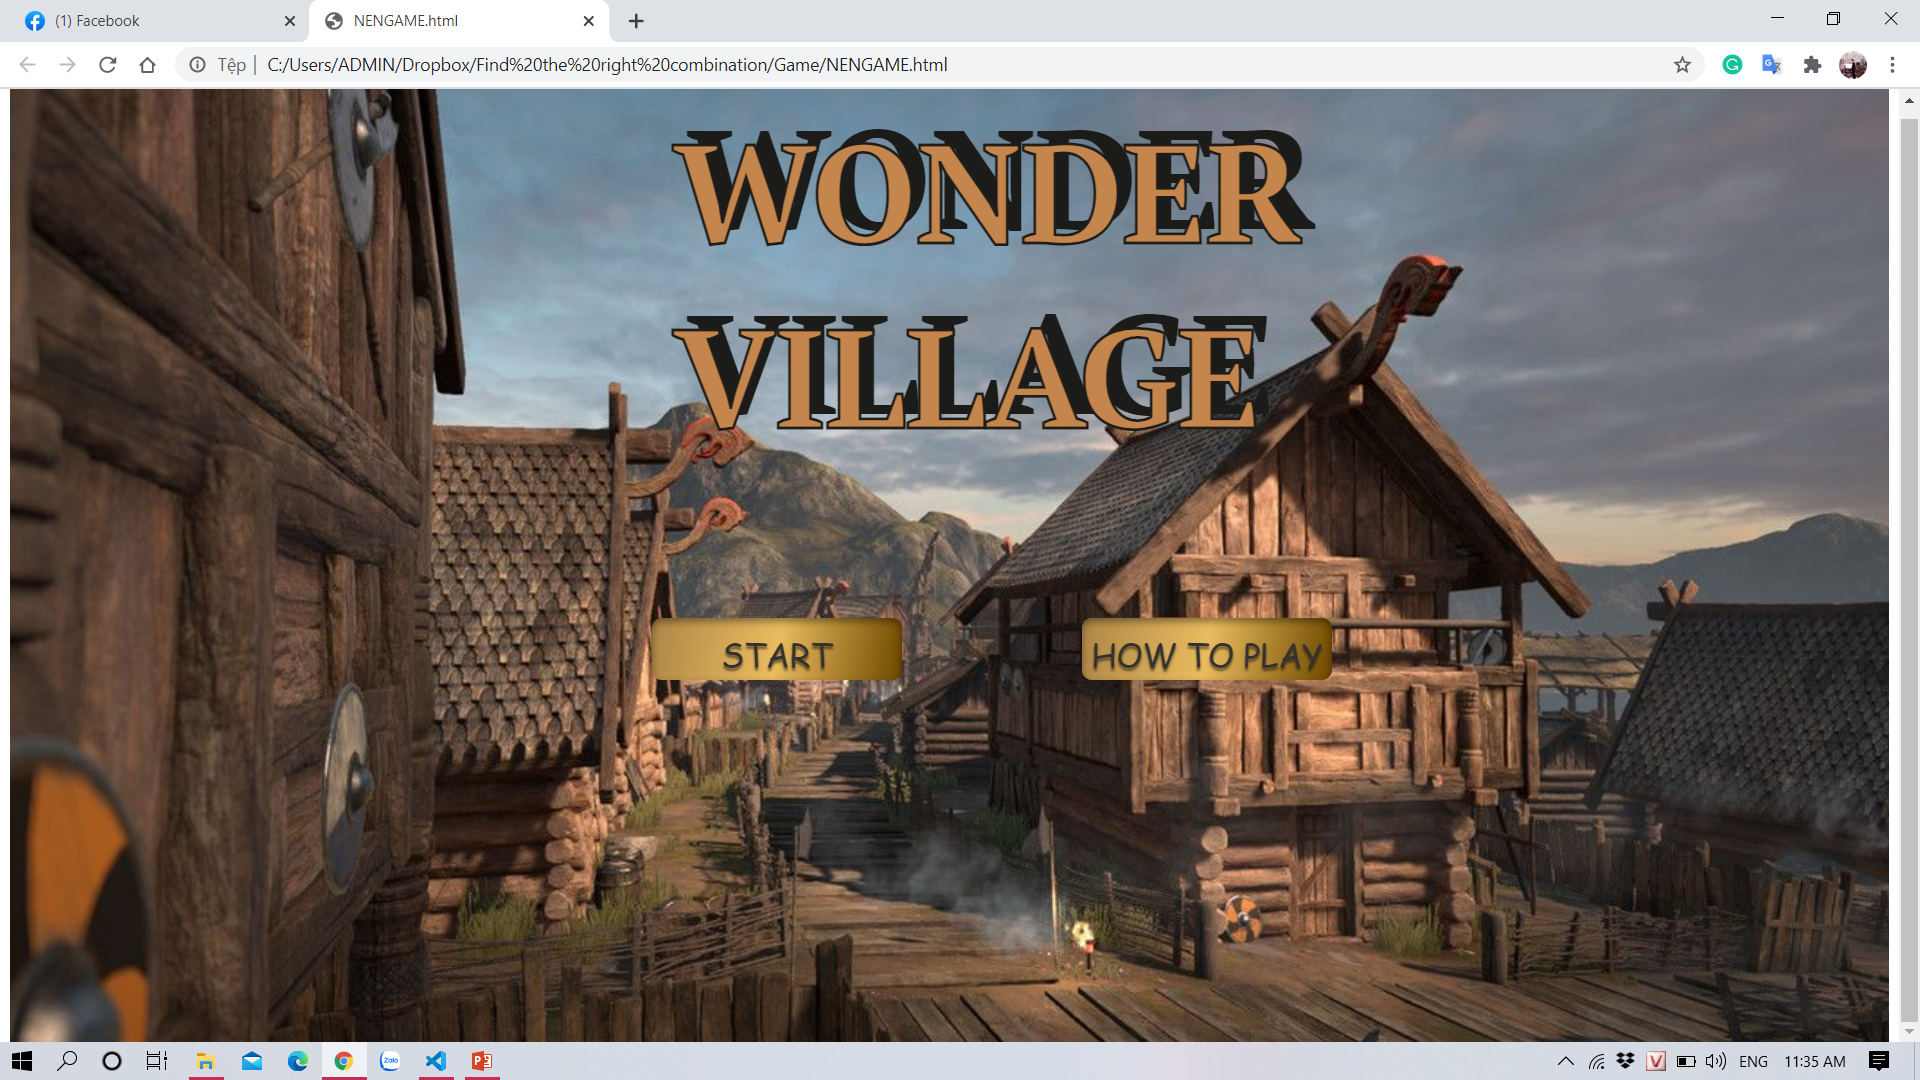 (1) Facebook
NENGAME.html
Tệp | C:/Users/ADMIN/Dropbox/Find%20the%20right%20combination/Game/NENGAME.html
WONDER
VILLAGE
START
HOW TO PLAY
Zalo
ENG
11:35 AM